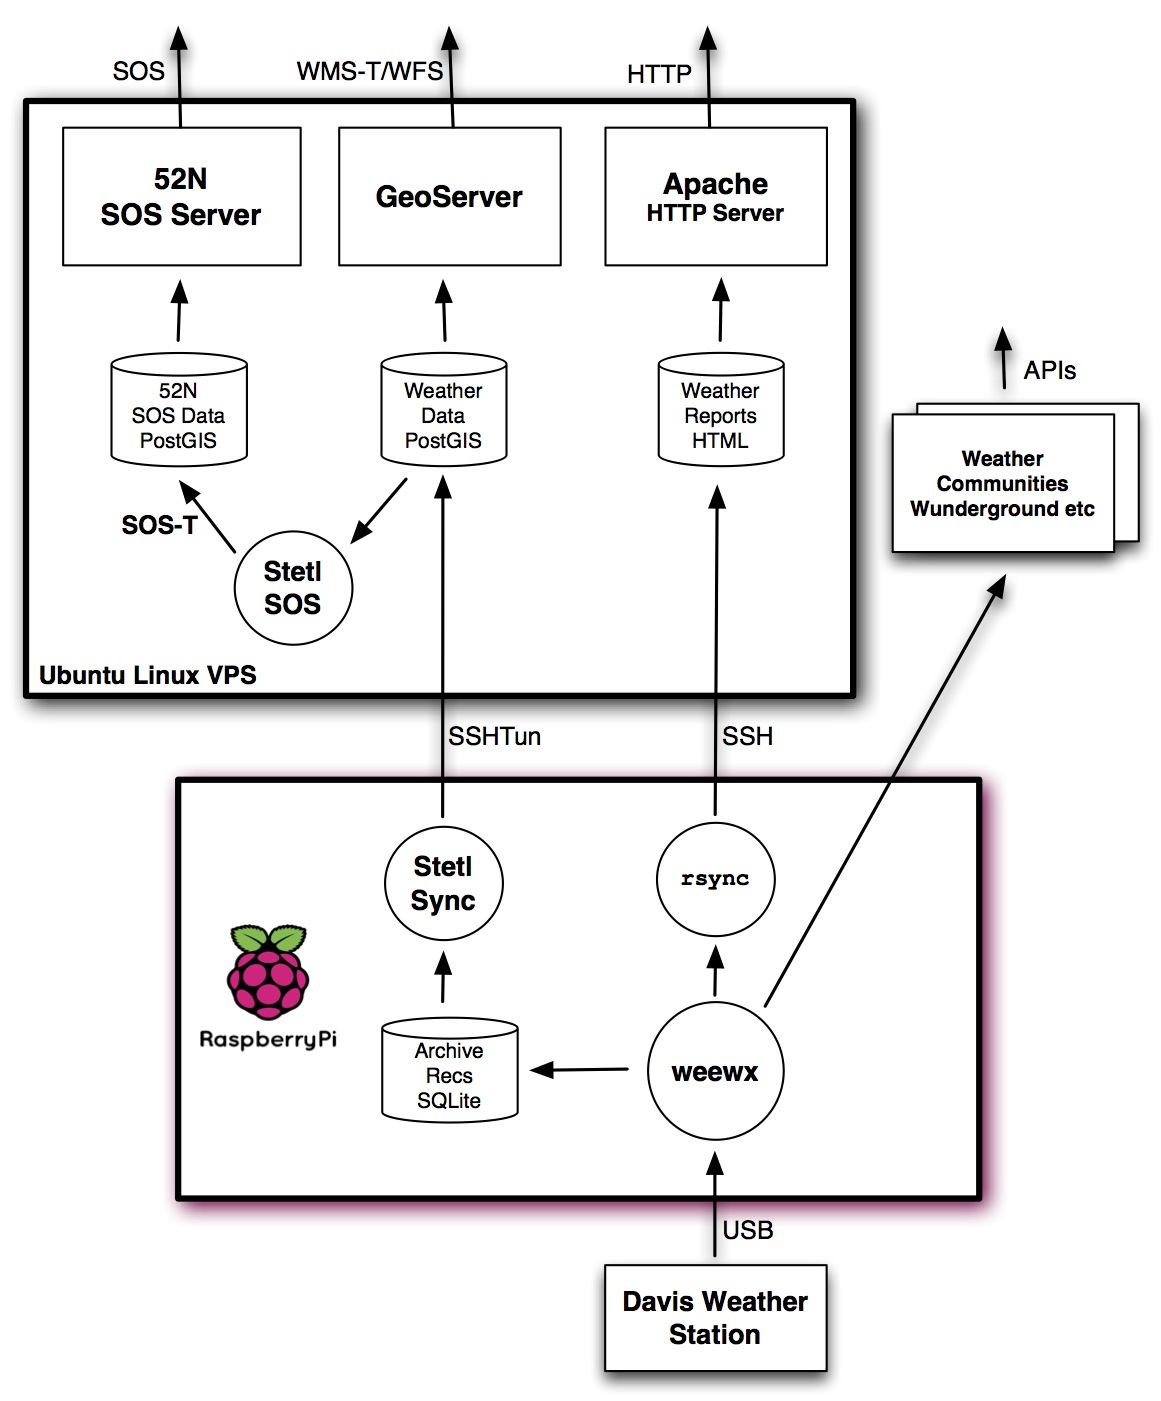 SOS
WMS-T/WFS
HTTP
52N
SOS Server
GeoServer
Apache
HTTP Server
52N
SOS Data
PostGIS
Weather
Data
PostGIS
Weather
Reports
HTML
APIs
Weather
Communities
Wunderground etc
SOS-T
Stetl
SOS
Ubuntu Linux VPS
SSHTun
SSH
Stetl
Sync
rsync
RaspberryPi
Archive
Recs
SQLite
weewx
USB
Davis Weather
Station